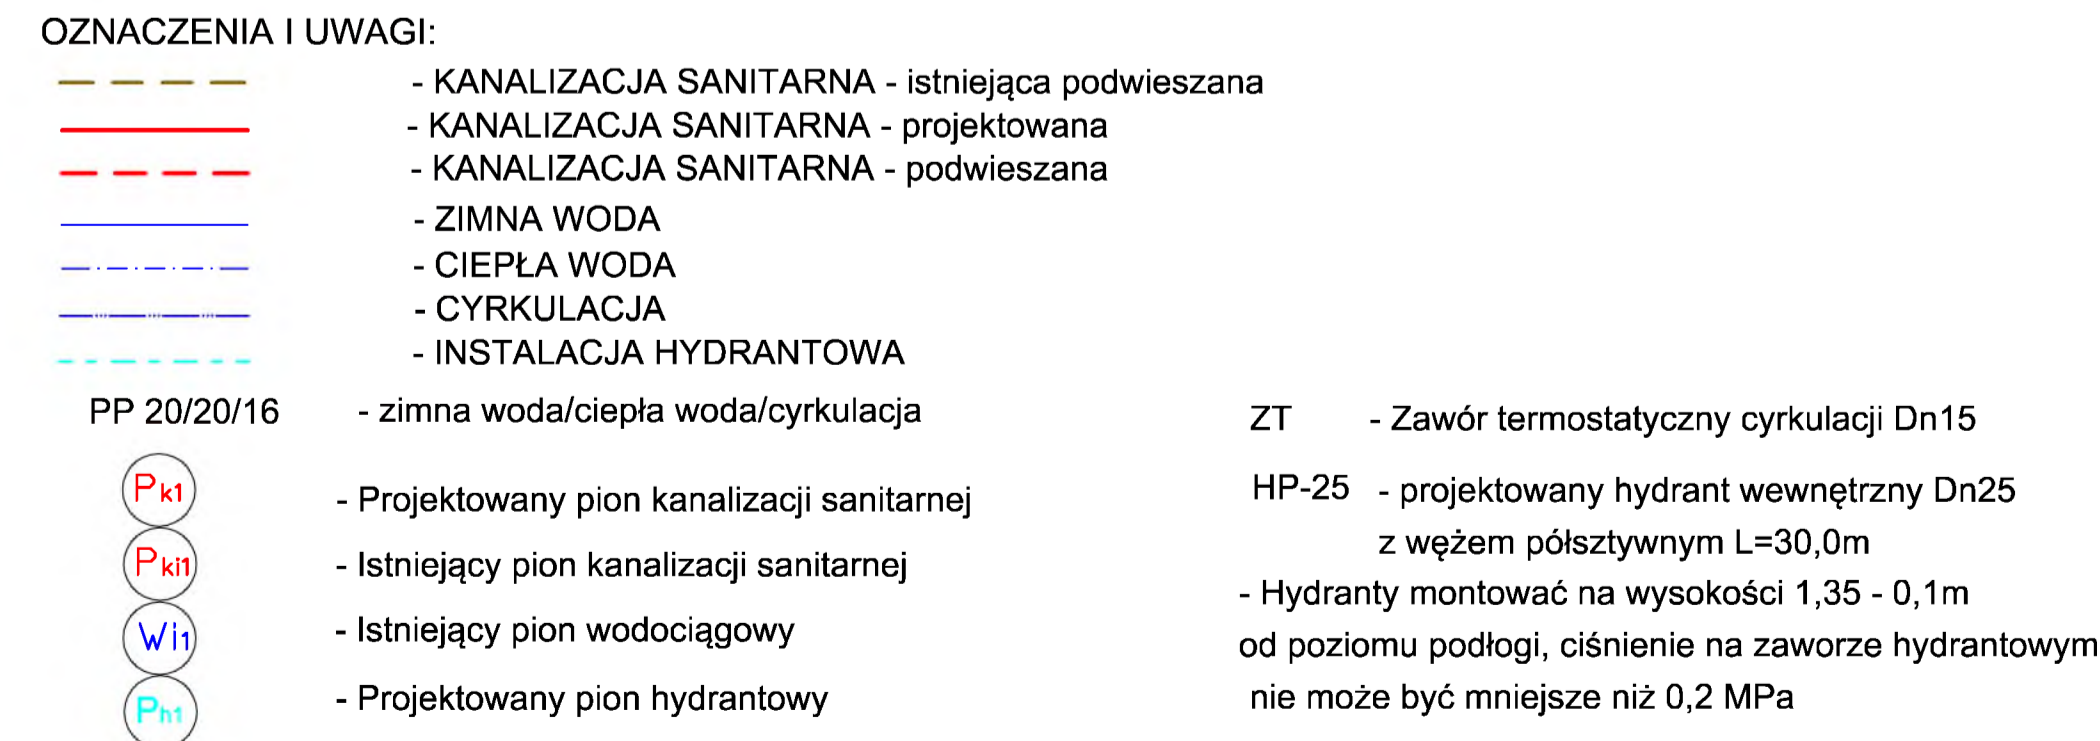 OZNACZENIA I UWAGI:
- KANALIZACJA SANITARNA - istniejąca podwieszana
- KANALIZACJA SANITARNA - projektowana
- KANALIZACJA SANITARNA - podwieszana
- ZIMNA WODA
- CIEPŁA WODA
- CYRKULACJA
- INSTALACJA HYDRANTOWA
PP 20/20/16 - zimna woda/ciepła woda/cyrkulacja
Pk1 - Projektowany pion kanalizacji sanitarnej
Pki1 - Istniejący pion kanalizacji sanitarnej
Wi1 - Istniejący pion wodociągowy
Ph1 - Projektowany pion hydrantowy
ZT - Zawór termostatyczny cyrkulacji Dn15
HP-25 - projektowany hydrant wewnętrzny Dn25
z wężem półsztywnym L=30,0m
- Hydranty montować na wysokości 1,35 - 0,1m
od poziomu podłogi, ciśnienie na zaworze hydrantowym
nie może być mniejsze niż 0,2 MPa